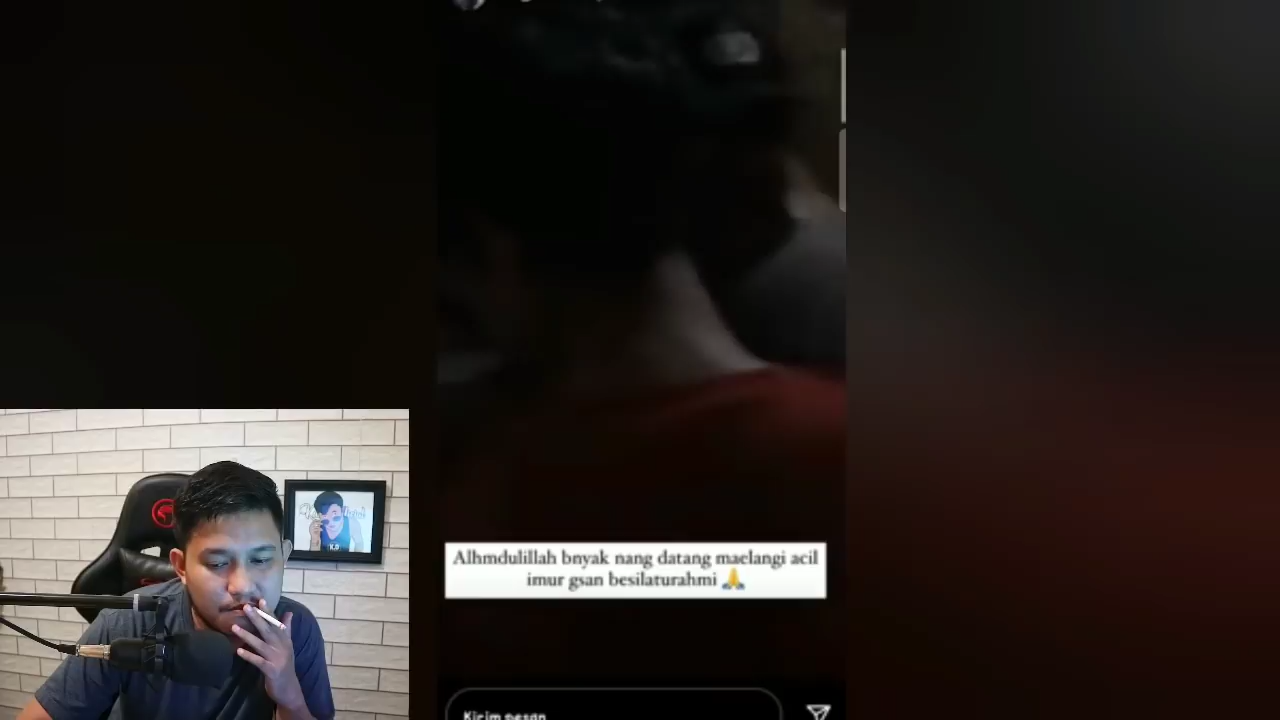 Alhmdulillah bnyak nang datang maelangi acil
imur gsan besilaturahmi 🙏
Kirim pesan